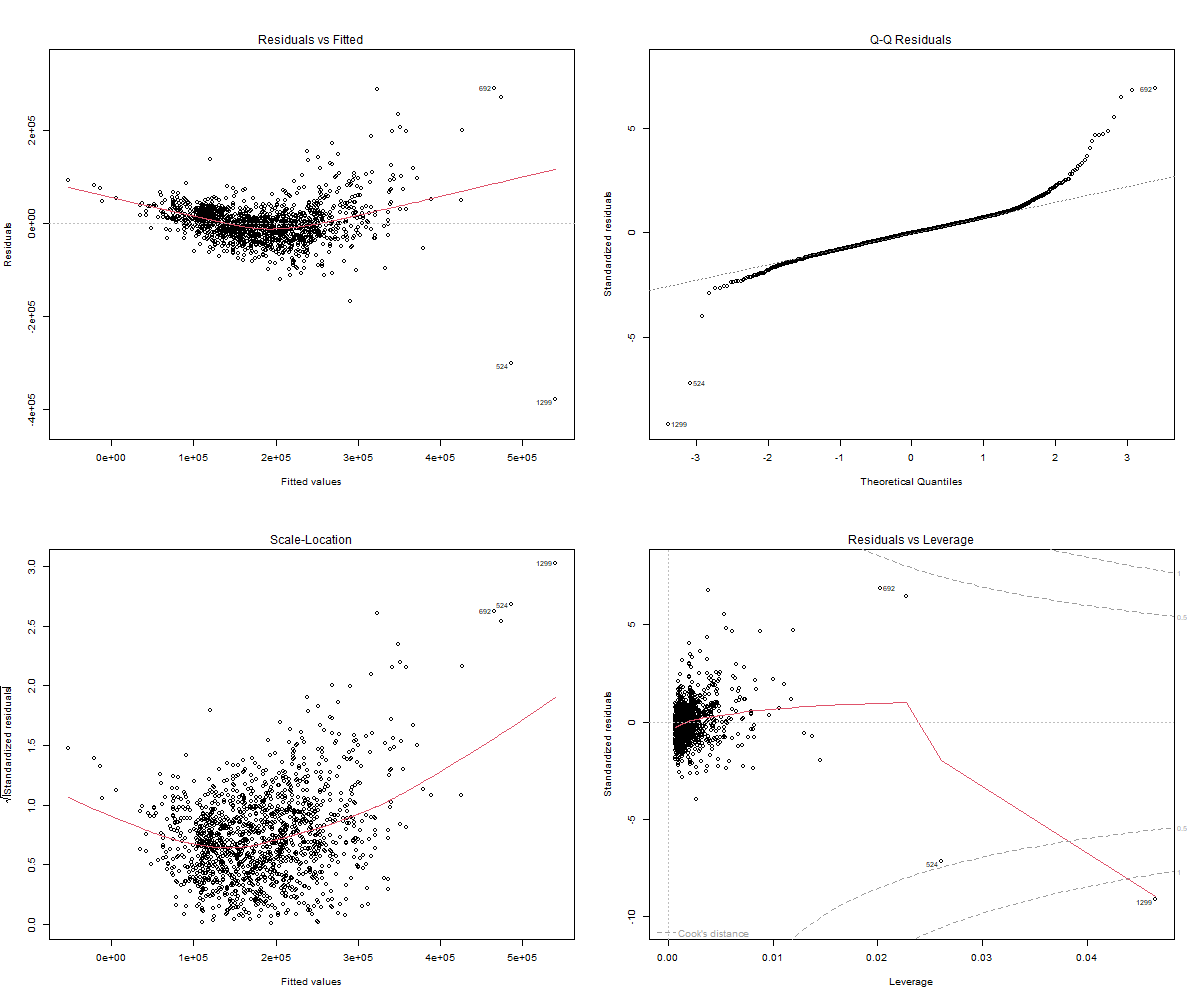 Residuals vs Fitted
Residuals
-4e+05 -2e+05 0e+00 2e+05
692
524
1299
0e+00 1e+05 2e+05 3e+05 4e+05 5e+05
Fitted values
Q-Q Residuals
Standardized residuals
-5 0 5
692
524
1299
-3 -2 -1 0 1 2 3
Theoretical Quantiles
Scale-Location
√|Standardized residuals|
0.0 0.5 1.0 1.5 2.0 2.5 3.0
1299
524
692
0e+00 1e+05 2e+05 3e+05 4e+05 5e+05
Fitted values
Residuals vs Leverage
Standardized residuals
-10 -5 0 5
1
0.5
0.5
1
692
524
1299
Cook's distance
0.00 0.01 0.02 0.03 0.04
Leverage